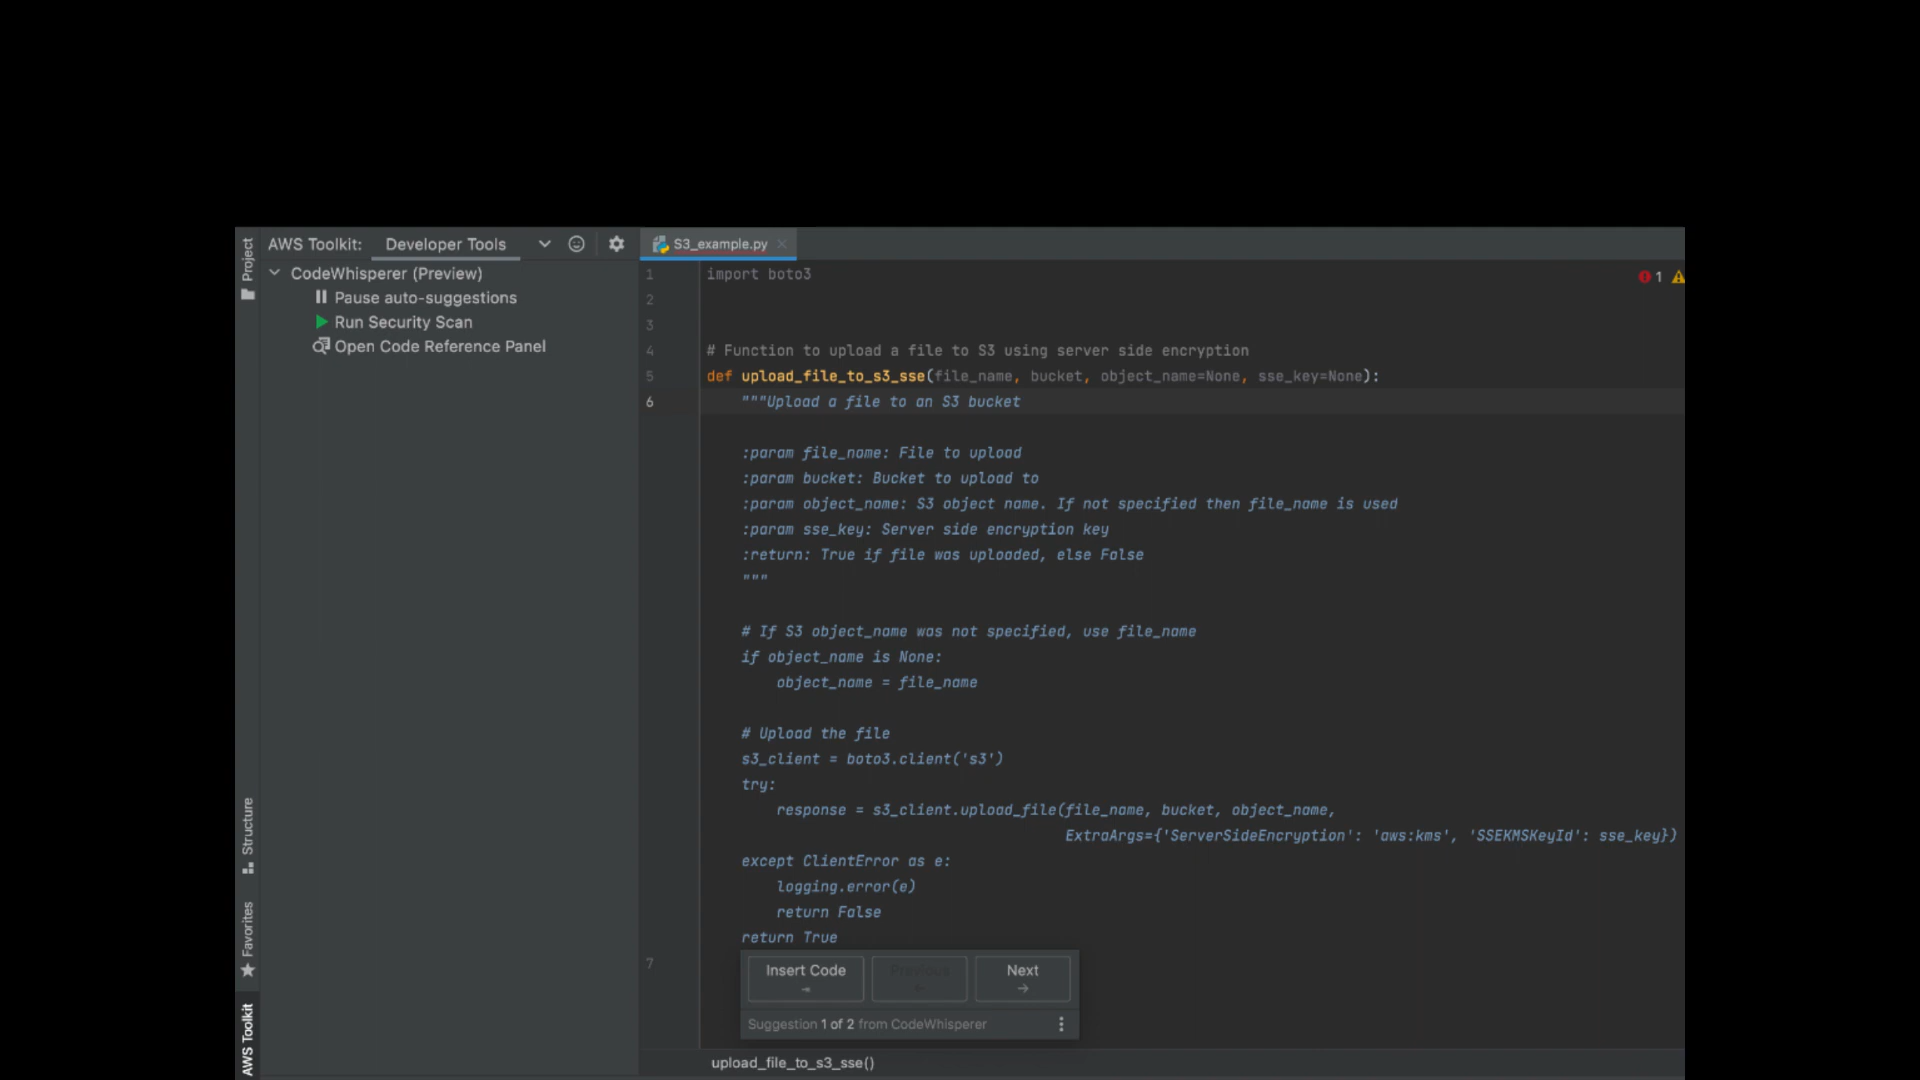 Project
AWS Toolkit:
Developer Tools
CodeWhisperer (Preview)
Pause auto-suggestions
Run Security Scan
Open Code Reference Panel
Structure
Favorites
AWS Toolkit
S3_example.py
1
1 import boto3
2
3
4 # Function to upload a file to S3 using server side encryption
5 def upload_file_to_s3_sse(file_name, bucket, object_name=None, sse_key=None):
6 """Upload a file to an S3 bucket
:param file_name: File to upload
:param bucket: Bucket to upload to
:param object_name: S3 object name. If not specified then file_name is used
:param sse_key: Server side encryption key
:return: True if file was uploaded, else False
"""
# If S3 object_name was not specified, use file_name
if object_name is None:
object_name = file_name
# Upload the file
s3_client = boto3.client('s3')
try:
response = s3_client.upload_file(file_name, bucket, object_name,
ExtraArgs={'ServerSideEncryption': 'aws:kms', 'SSEKMSKeyId': sse_key})
except ClientError as e:
logging.error(e)
return False
return True
7
Insert Code
Previous
Next
Suggestion 1 of 2 from CodeWhisperer
upload_file_to_s3_sse()